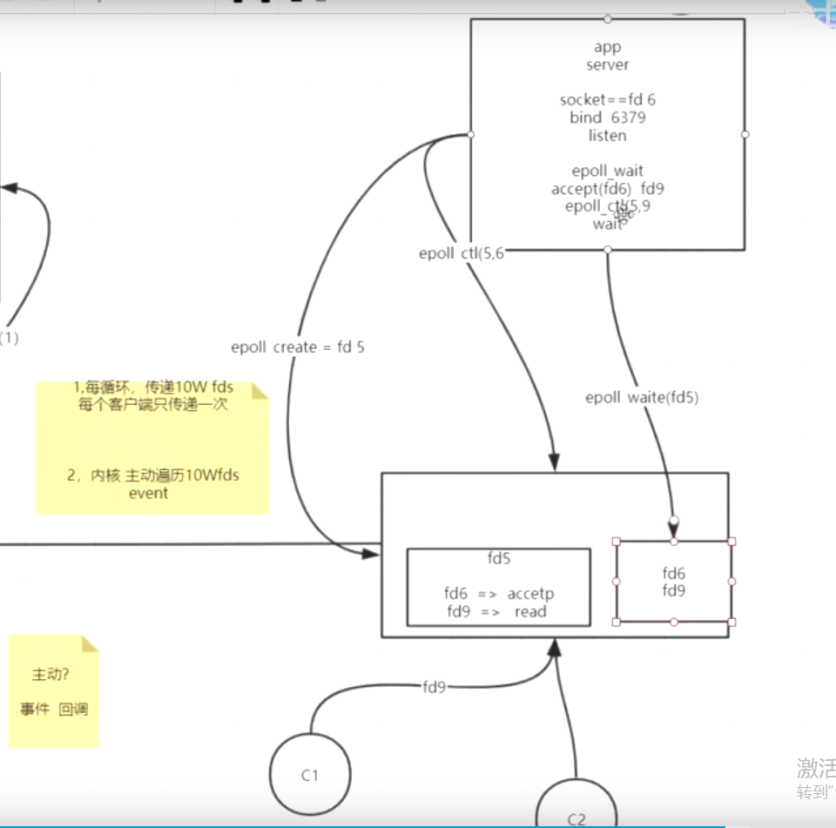 app
server
socket==fd 6
bind 6379
listen
epoll_wait
accept(fd6) fd9
epoll_ctl(5,9
wait
epoll ctl(5,6
(1)
epoll create = fd 5
1,每循环，传递10W fds
每个客户端只传递一次
2，内核 主动遍历10Wfds
event
epoll waite(fd5)
fd5
fd6 => accetp
fd9 => read
fd6
fd9
主动?
事件 回调
fd9
C1
C2
激活
转到"